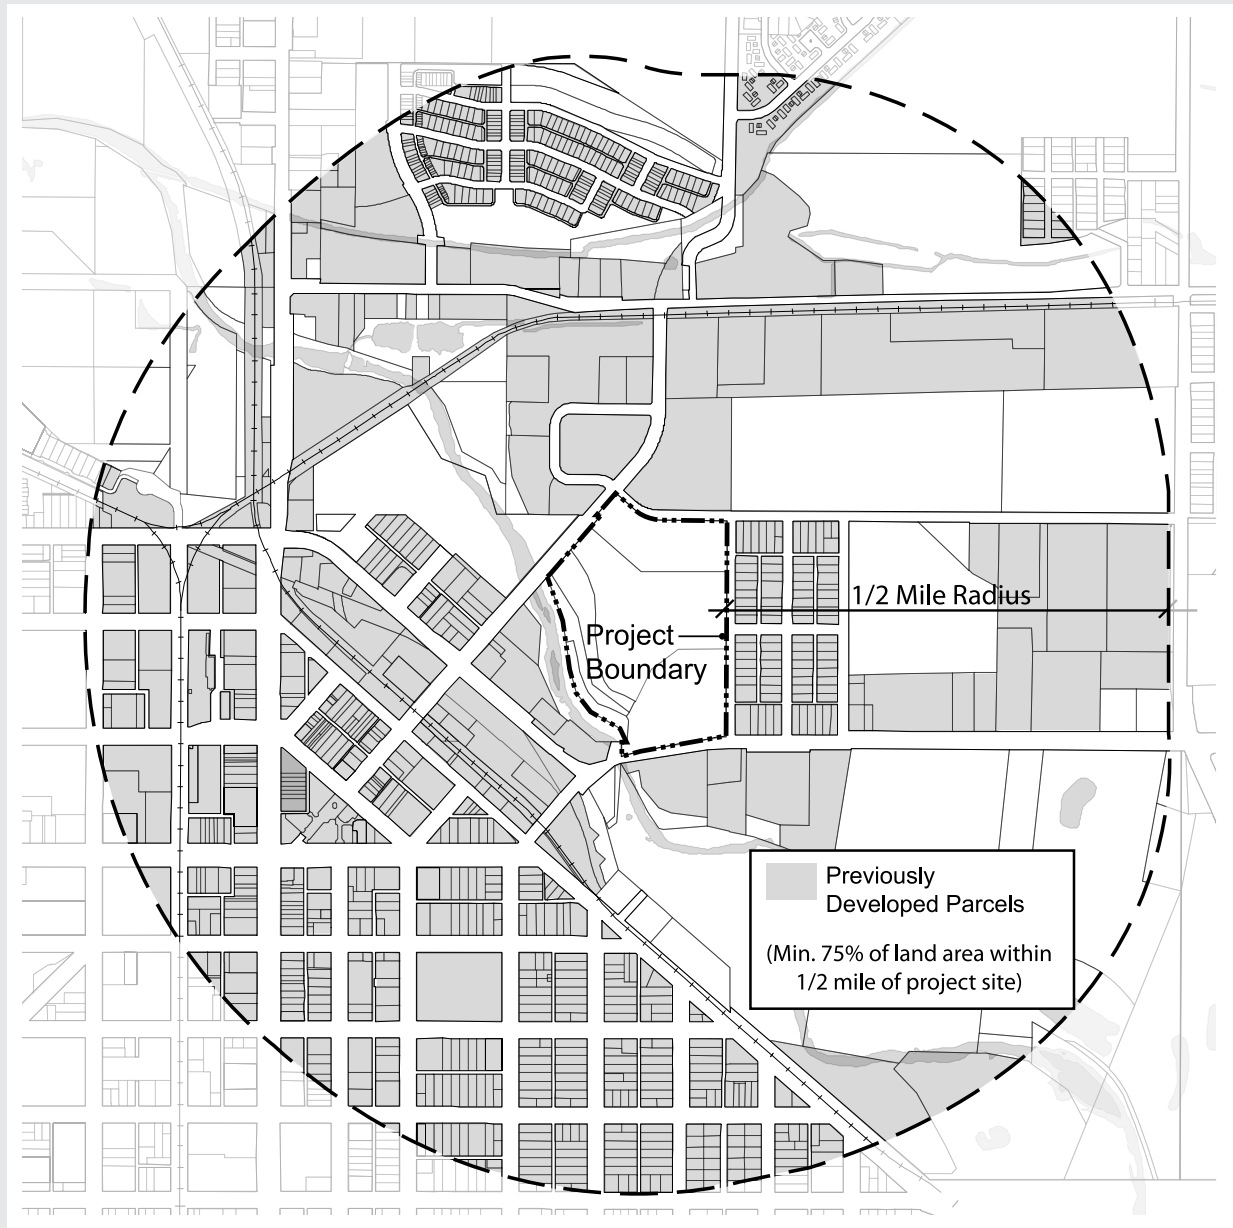 1/2 Mile Radius
Project
Boundary
Previously
Developed Parcels
(Min. 75% of land area within
1/2 mile of project site)